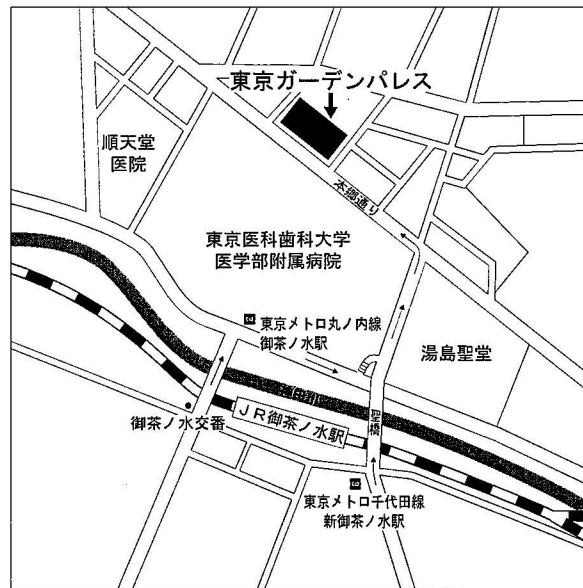 東京ガーデンパレス
順天堂
医院
本郷通り
東京医科歯科大学
医学部附属病院
東京メトロ丸ノ内線
御茶ノ水駅
湯島聖堂
神田川
聖橋
JR御茶ノ水駅
御茶ノ水交番
東京メトロ千代田線
新御茶ノ水駅